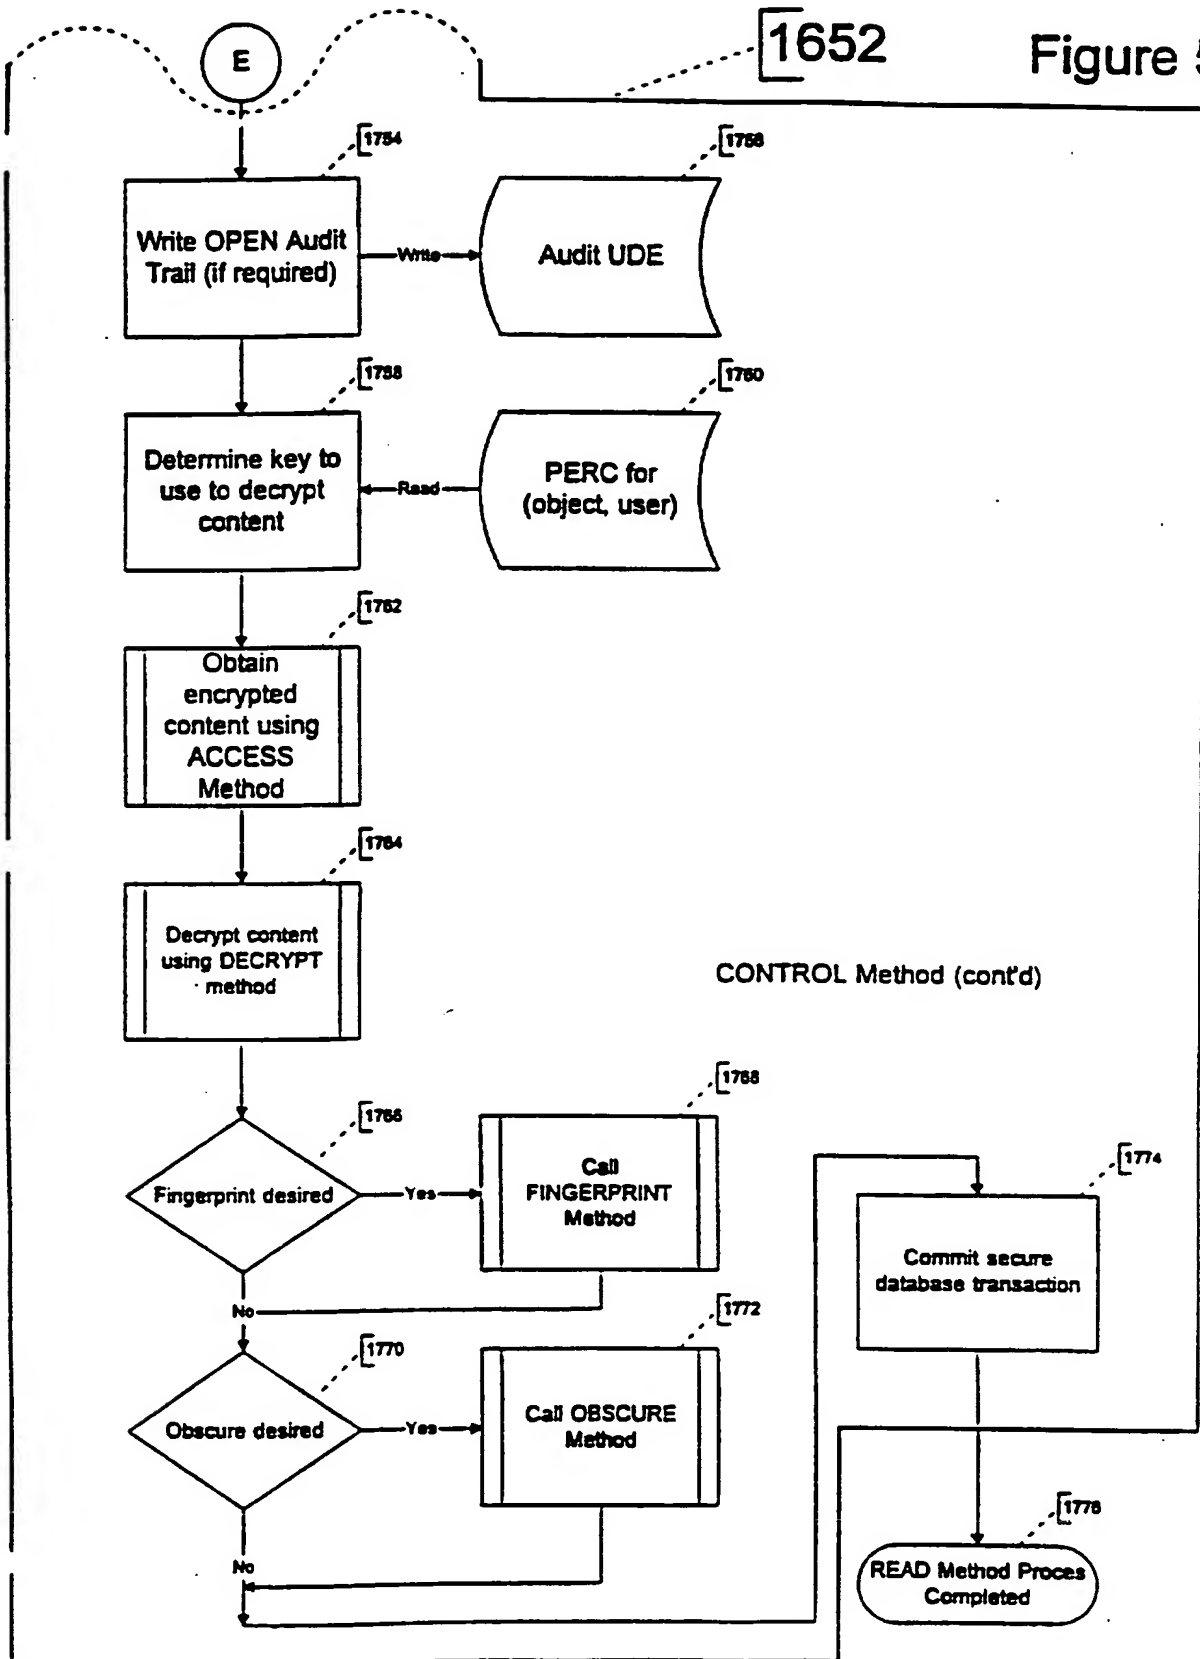 E
1652
Figure 5
1754
Write OPEN Audit
Trail (if required)
Write
1756
Audit UDE
1758
Determine key to
use to decrypt
content
Read
1760
PERC for
(object, user)
1762
Obtain
encrypted
content using
ACCESS
Method
1764
Decrypt content
using DECRYPT
method
CONTROL Method (cont'd)
1766
Fingerprint desired
Yes
1768
Call
FINGERPRINT
Method
No
1770
Obscure desired
Yes
1772
Call OBSCURE
Method
No
1774
Commit secure
database transaction
1776
READ Method Proces
Completed